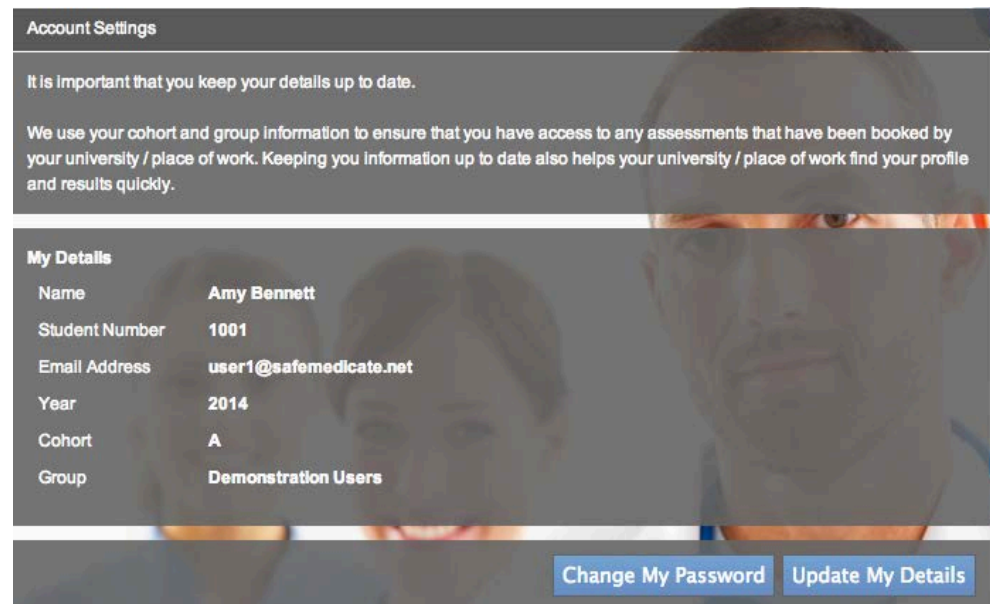 Account Settings
It is important that you keep your details up to date.
We use your cohort and group information to ensure that you have access to any assessments that have been booked by
your university / place of work. Keeping you information up to date also helps your university / place of work find your profile
and results quickly.
My Details
Name Amy Bennett
Student Number 1001
Email Address user1@safemedicate.net
Year 2014
Cohort A
Group Demonstration Users
Change My Password Update My Details